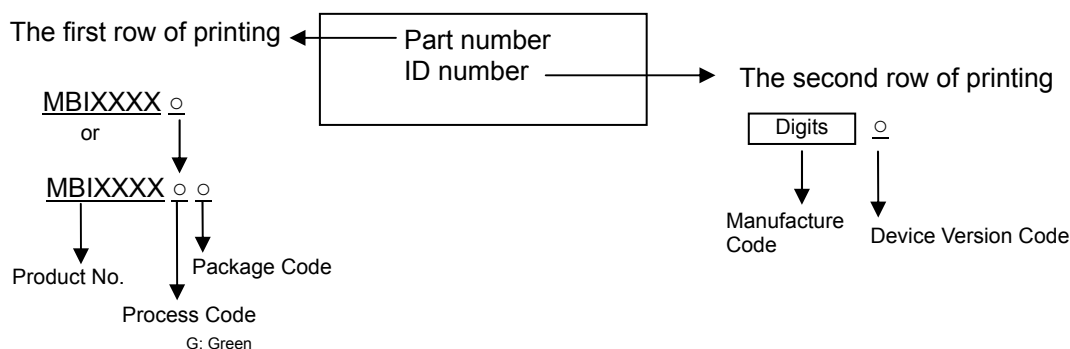 The first row of printing
Part number
ID number
The second row of printing
MBIXXXX ○
or
MBIXXXX ○ ○
Product No.
Package Code
Process Code
G: Green
Digits ○
Manufacture
Code
Device Version Code